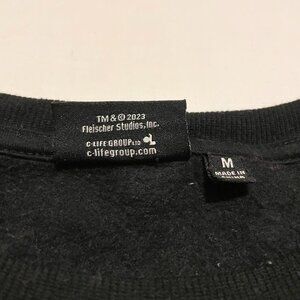 TM & © 2023
Fleischer Studios, Inc.
C-LIFE GROUP LTD
c-lifegroup.com
M
MADE IN